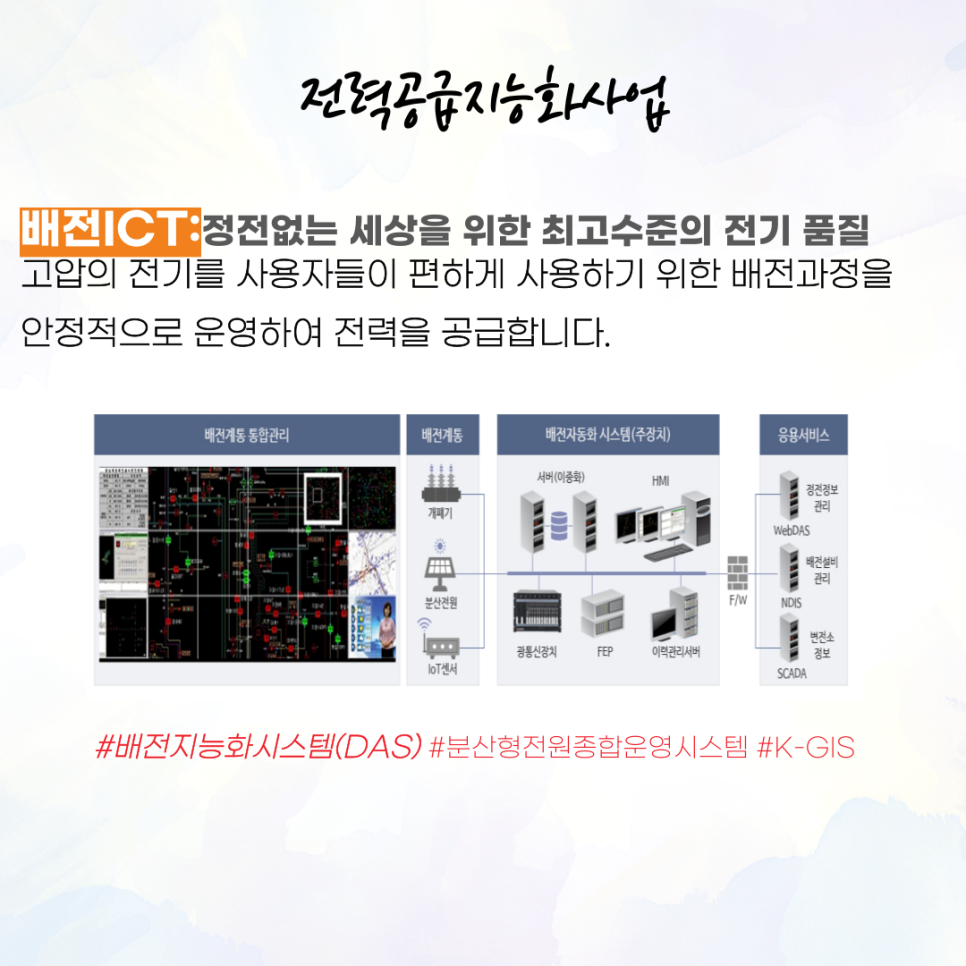 전력공급지능화사업
배전ICT:정전없는 세상을 위한 최고수준의 전기 품질
고압의 전기를 사용자들이 편하게 사용하기 위한 배전과정을
안정적으로 운영하여 전력을 공급합니다.
배전계통 통합관리
배전계통
개폐기
분산전원
IoT센서
배전자동화 시스템(주장치)
서버(이중화)
HMI
광통신장치
FEP
이력관리서버
F/W
응용서비스
정전정보
관리
WebDAS
배전설비
관리
NDIS
변전소
정보
SCADA
#배전지능화시스템(DAS) #분산형전원종합운영시스템 #K-GIS